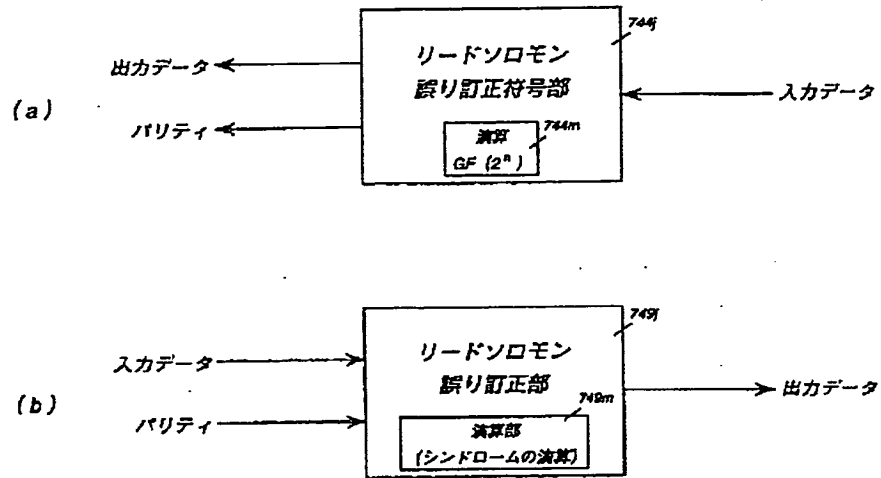 (a)
出力データ
パリティ
リードソロモン
誤り訂正符号部
744j
演算
GF (2ⁿ)
744m
入力データ
(b)
入力データ
パリティ
リードソロモン
誤り訂正部
749j
749m
演算部
(シンドロームの演算)
出力データ